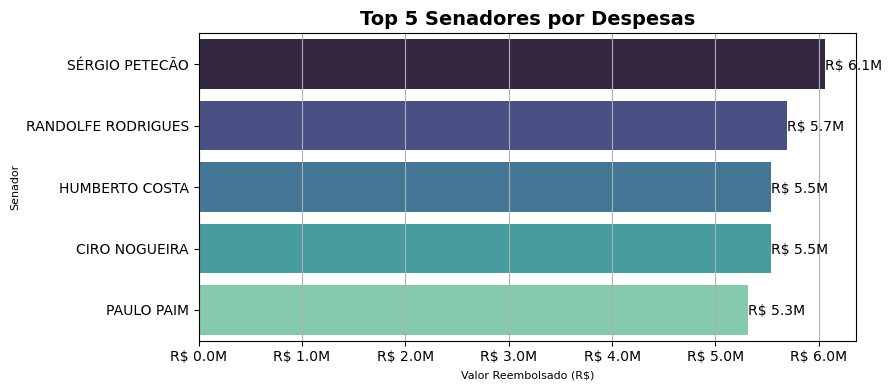 Top 5 Senadores por Despesas
SÉRGIO PETECÃO
R$ 6.1M
RANDOLFE RODRIGUES
R$ 5.7M
HUMBERTO COSTA
R$ 5.5M
CIRO NOGUEIRA
R$ 5.5M
PAULO PAIM
R$ 5.3M
Senador
R$ 0.0M R$ 1.0M R$ 2.0M R$ 3.0M R$ 4.0M R$ 5.0M R$ 6.0M
Valor Reembolsado (R$)